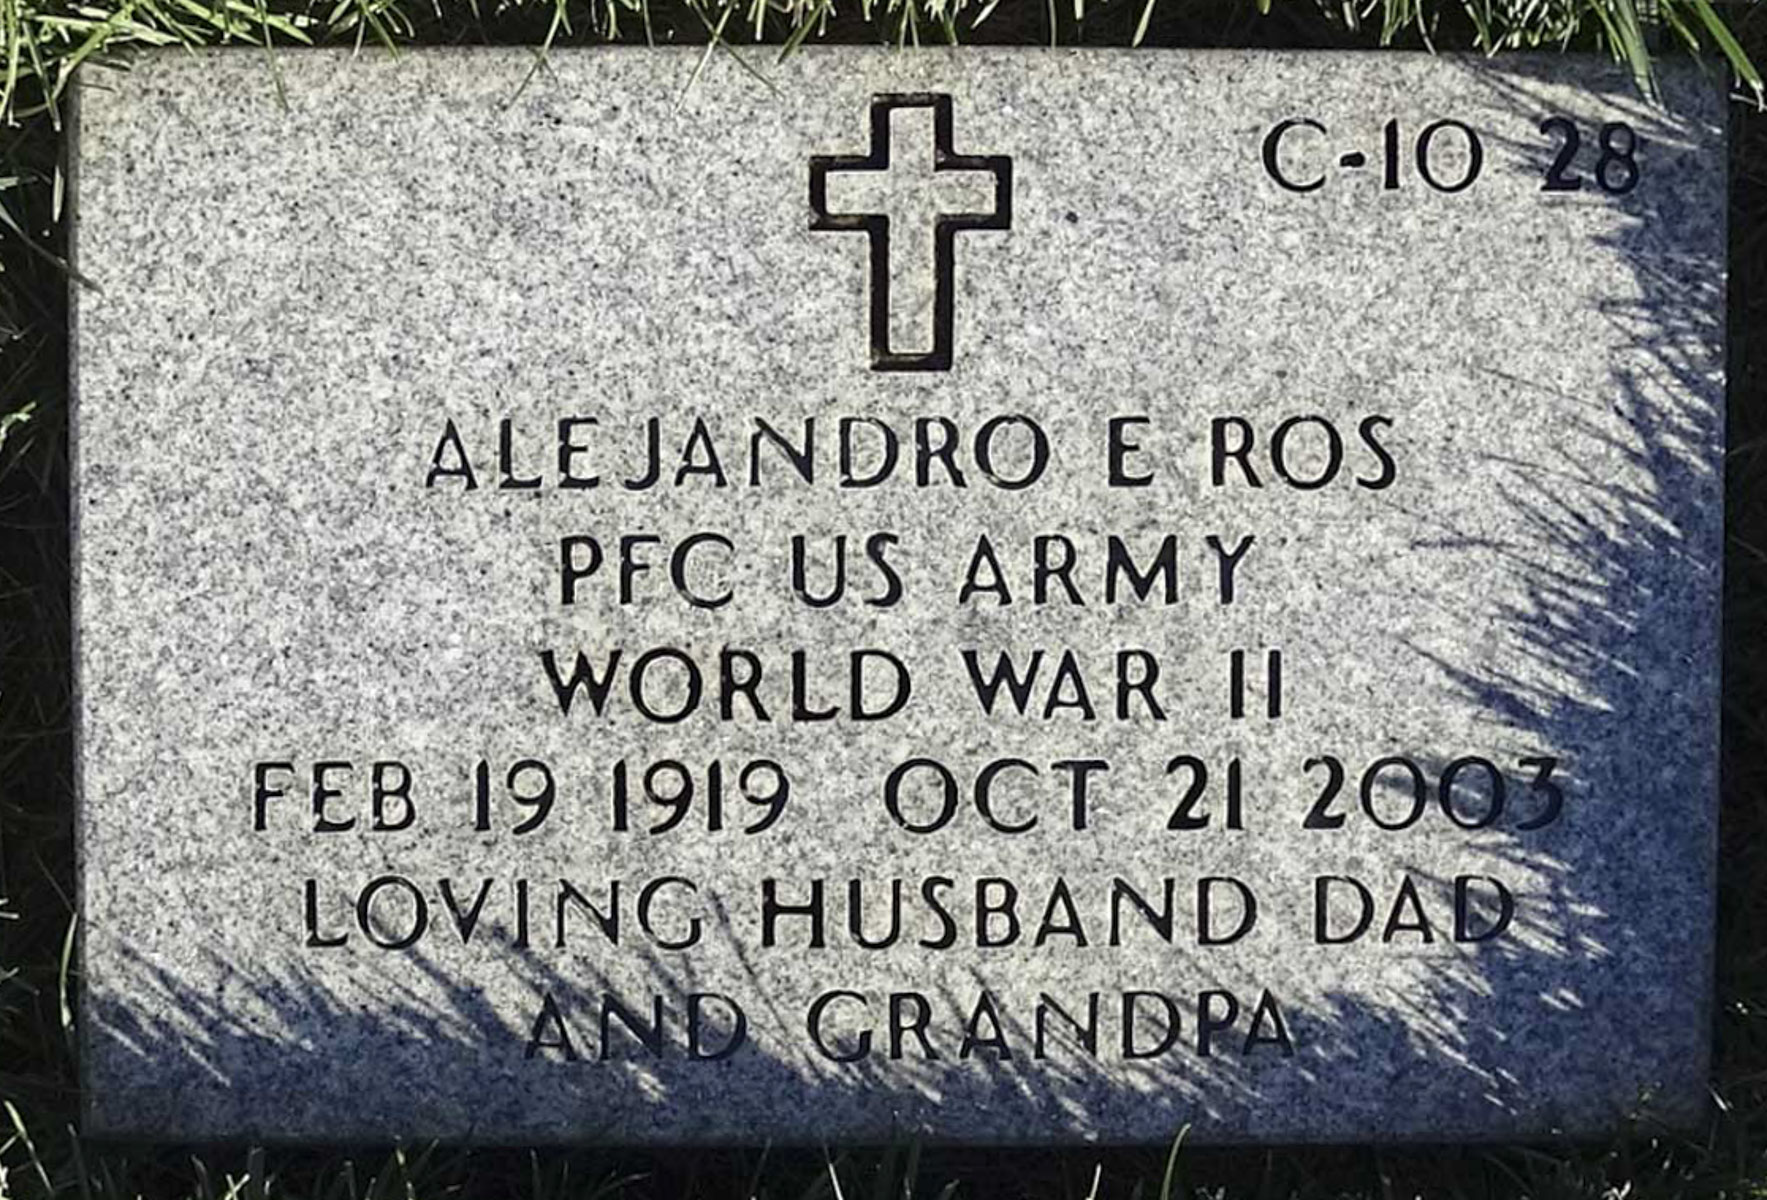 C-10 28
ALEJANDRO E ROS
PFC US ARMY
WORLD WAR II
FEB 19 1919 OCT 21 2003
LOVING HUSBAND DAD
AND GRANDPA